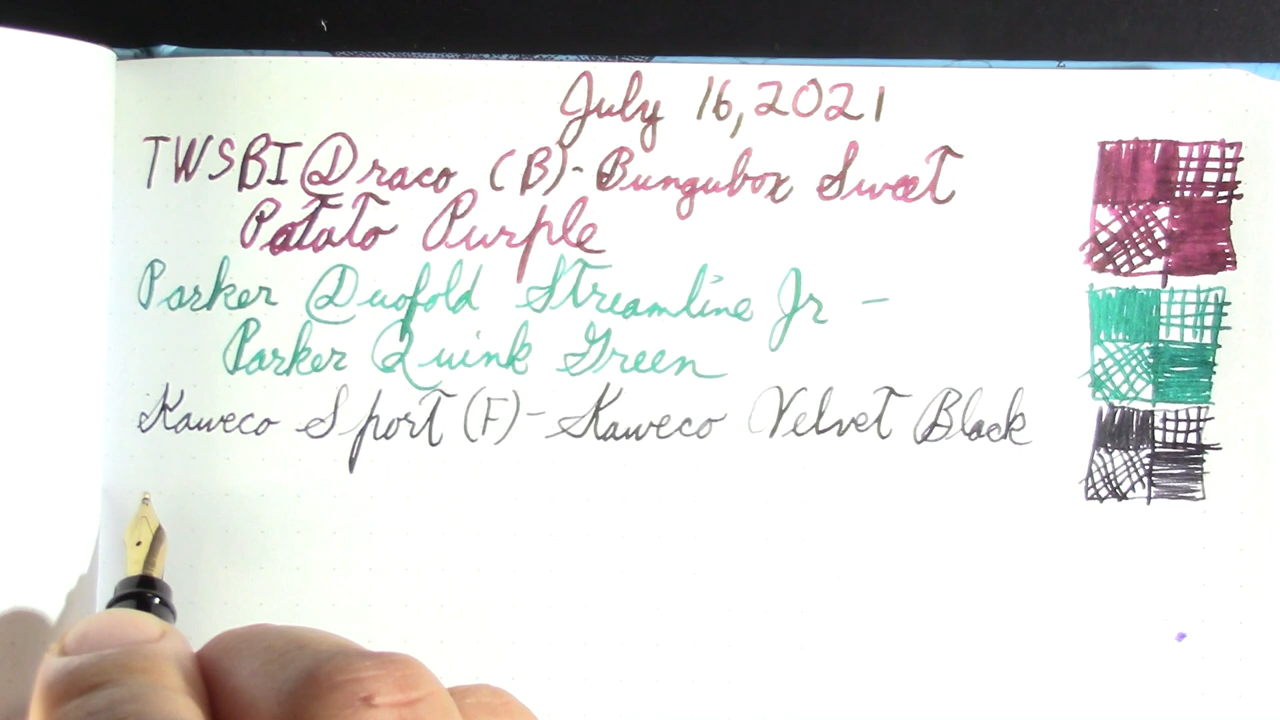 July 16, 2021
TWSBI Draco (B) - Bungubox Sweet
Potato Purple
Parker Duofold Streamline Jr -
Parker Quink Green
Kaweco Sport (F) - Kaweco Velvet Black